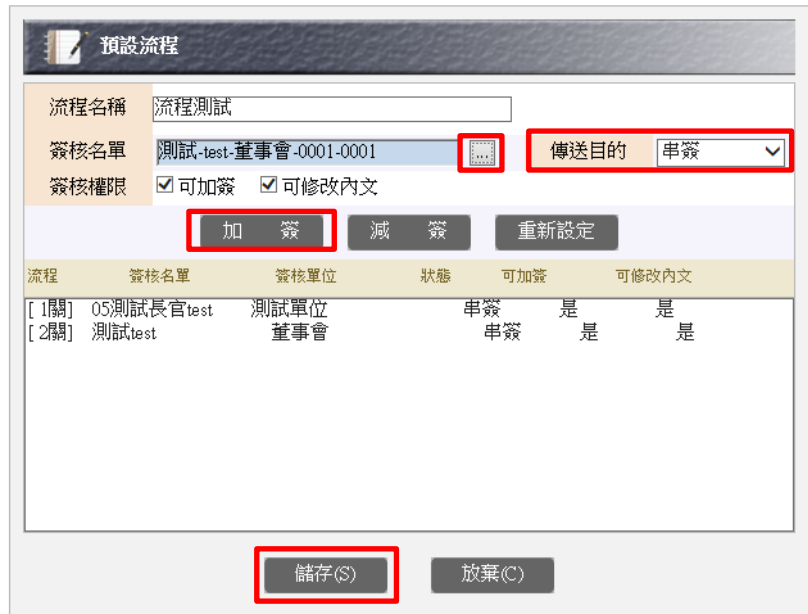 預設流程
流程名稱 流程測試
簽核名單 測試-test-董事會-0001-0001 ... 傳送目的 串簽
簽核權限 可加簽 可修改內文
加 簽 減 簽 重新設定
流程 簽核名單 簽核單位 狀態 可加簽 可修改內文
[ 1關] 05測試長官test 測試單位 串簽 是 是
[ 2關] 測試test 董事會 串簽 是 是
儲存(S) 放棄(C)